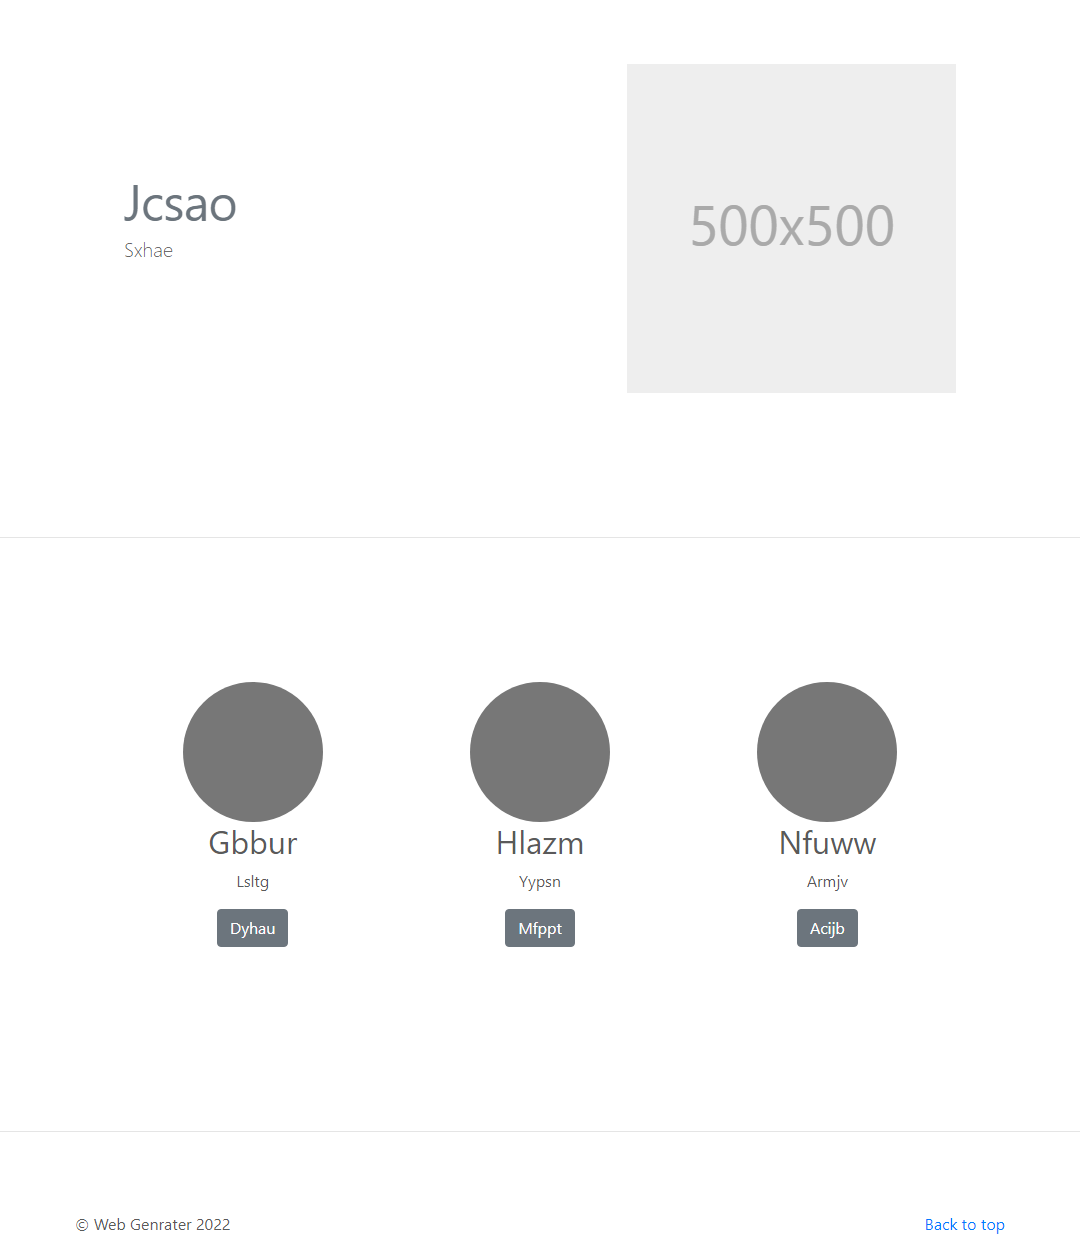 Jcsao
Sxhae
500x500
Gbbur
Lsltg
Dyhau
Hlazm
Yypsn
Mfppt
Nfuww
Armjv
Acijb
© Web Genrater 2022
Back to top